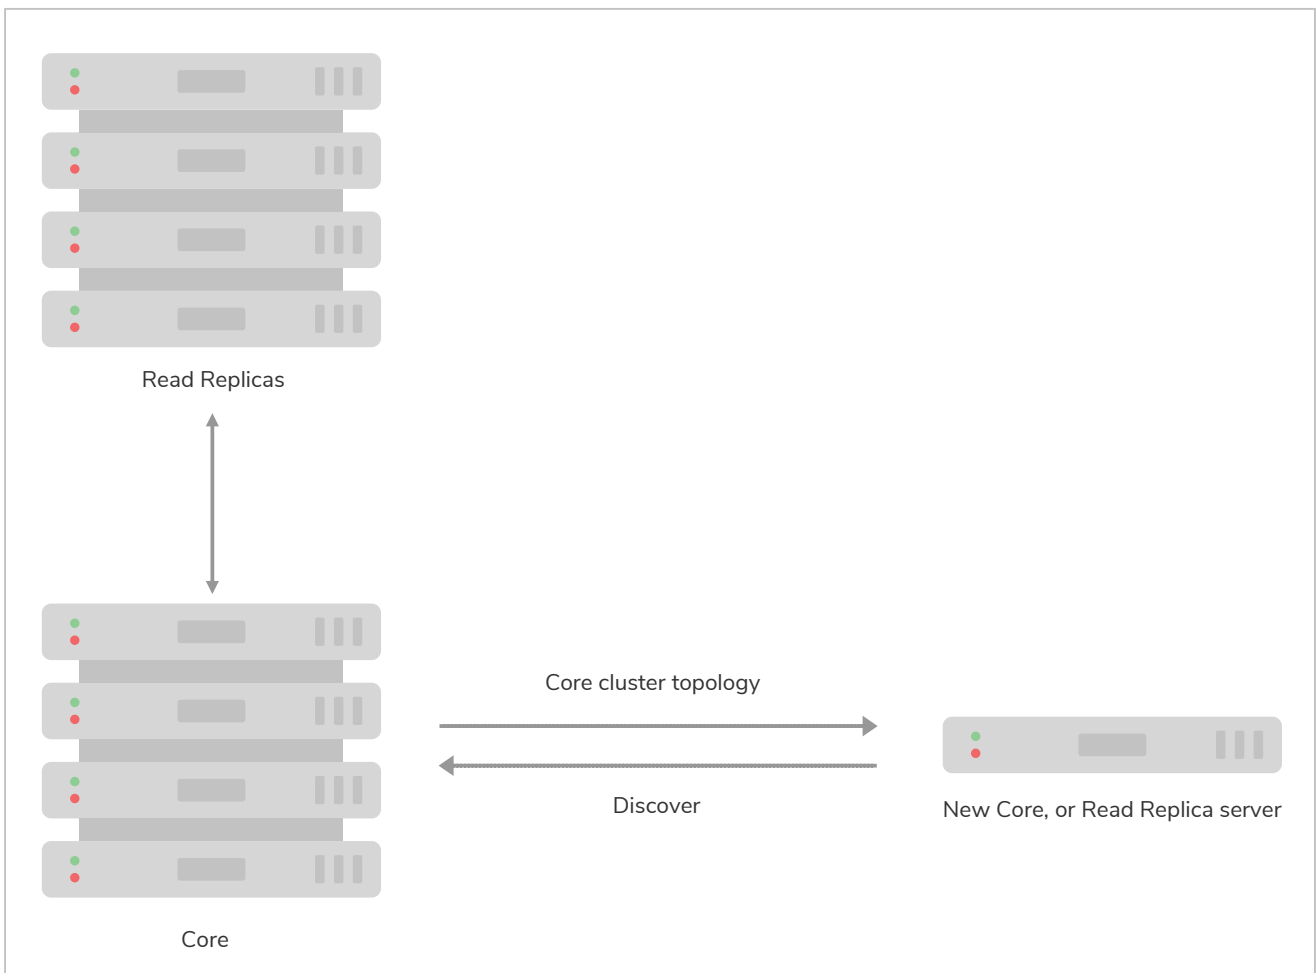 Read Replicas
Core cluster topology
Discover
New Core, or Read Replica server
Core